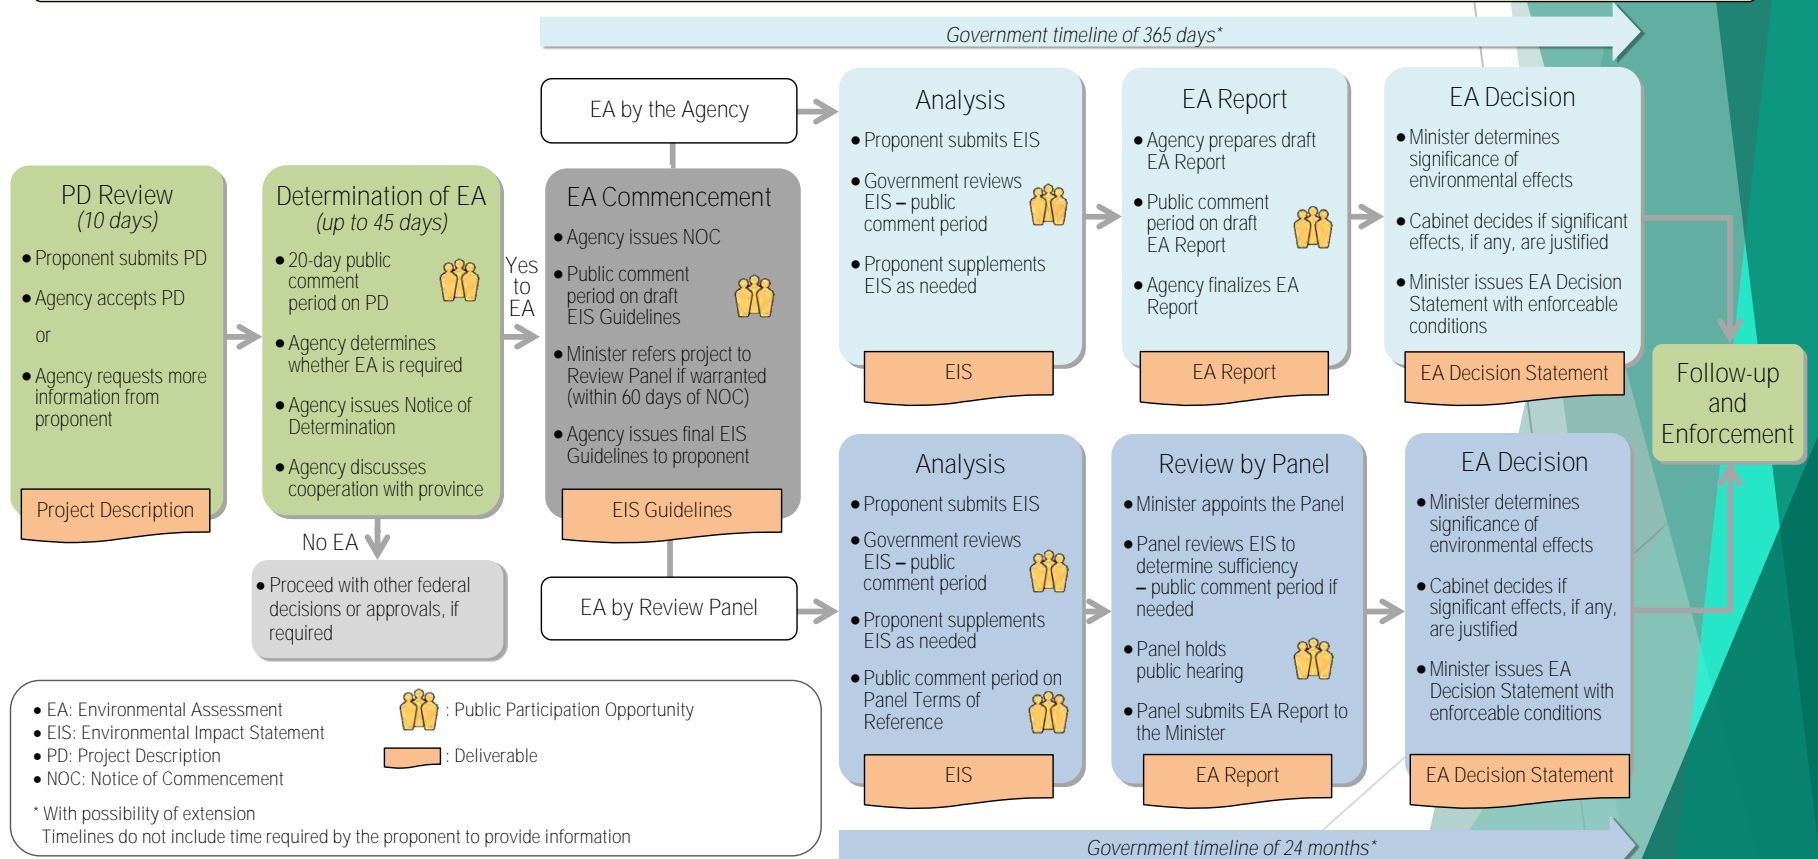 Government timeline of 365 days*
EA by the Agency
PD Review
(10 days)
• Proponent submits PD
• Agency accepts PD
or
• Agency requests more
information from
proponent
Project Description
Determination of EA
(up to 45 days)
• 20-day public
comment
period on PD
• Agency determines
whether EA is required
• Agency issues Notice of
Determination
• Agency discusses
cooperation with province
Yes
to
EA
No EA
• Proceed with other federal
decisions or approvals, if
required
EA Commencement
• Agency issues NOC
• Public comment
period on draft
EIS Guidelines
• Minister refers project to
Review Panel if warranted
(within 60 days of NOC)
• Agency issues final EIS
Guidelines to proponent
EIS Guidelines
EA by Review Panel
Analysis
• Proponent submits EIS
• Government reviews
EIS – public
comment period
• Proponent supplements
EIS as needed
EIS
EA Report
• Agency prepares draft
EA Report
• Public comment
period on draft
EA Report
• Agency finalizes EA
Report
EA Report
EA Decision
• Minister determines
significance of
environmental effects
• Cabinet decides if significant
effects, if any, are justified
• Minister issues EA Decision
Statement with enforceable
conditions
EA Decision Statement
Follow-up
and
Enforcement
Analysis
• Proponent submits EIS
• Government reviews
EIS – public
comment period
• Proponent supplements
EIS as needed
• Public comment period on
Panel Terms of
Reference
EIS
Review by Panel
• Minister appoints the Panel
• Panel reviews EIS to
determine sufficiency
– public comment period if
needed
• Panel holds
public hearing
• Panel submits EA Report to
the Minister
EA Report
EA Decision
• Minister determines
significance of
environmental effects
• Cabinet decides if
significant effects, if any,
are justified
• Minister issues EA
Decision Statement with
enforceable conditions
EA Decision Statement
Government timeline of 24 months*
• EA: Environmental Assessment
• EIS: Environmental Impact Statement
• PD: Project Description
• NOC: Notice of Commencement
: Public Participation Opportunity
: Deliverable
* With possibility of extension
Timelines do not include time required by the proponent to provide information